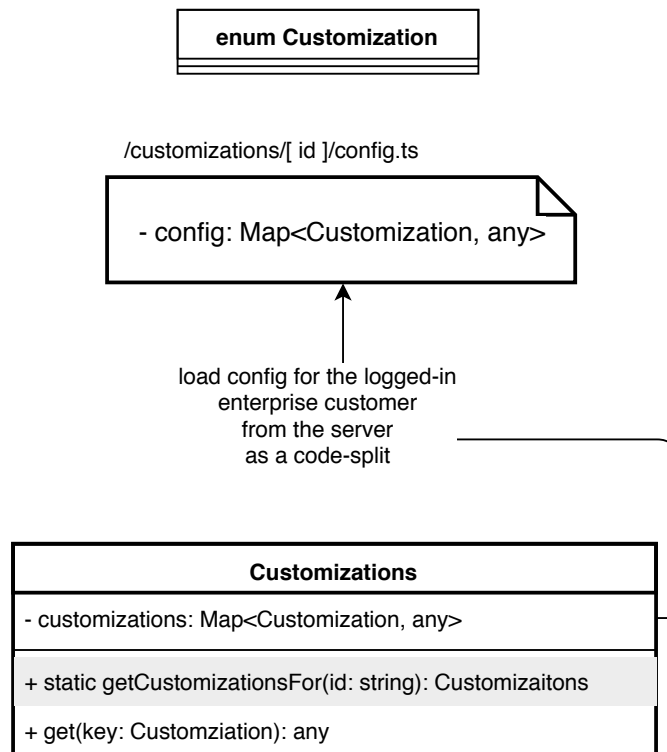 enum Customization
/customizations/[ id ]/config.ts
- config: Map<Customization, any>
load config for the logged-in
enterprise customer
from the server
as a code-split
Customizations
- customizations: Map<Customization, any>
+ static getCustomizationsFor(id: string): Customizaitons
+ get(key: Customziation): any